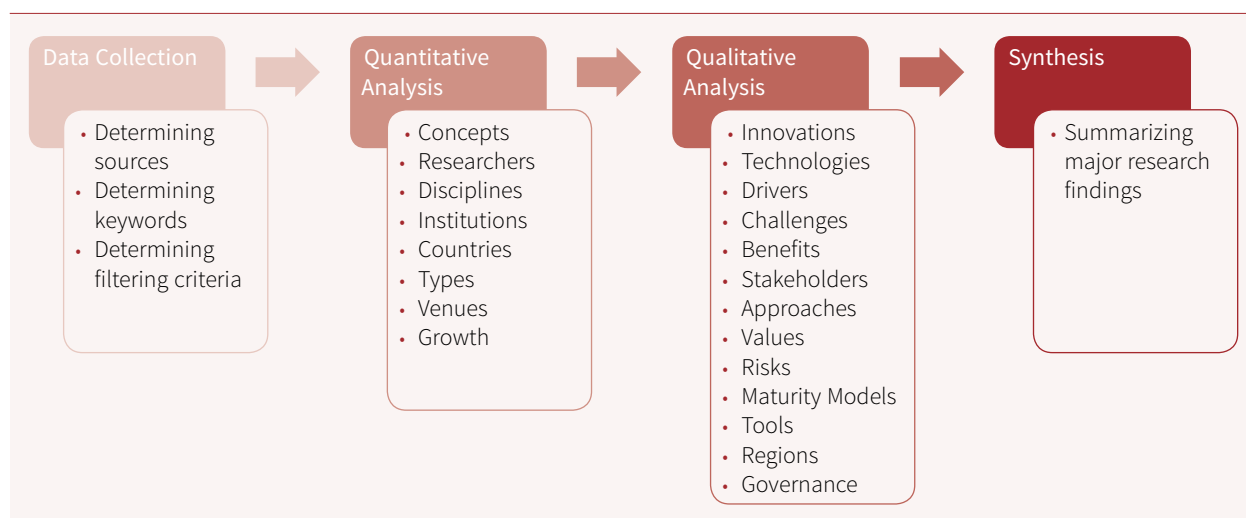 Data Collection
• Determining
sources
• Determining
keywords
• Determining
filtering criteria
Quantitative
Analysis
• Concepts
• Researchers
• Disciplines
• Institutions
• Countries
• Types
• Venues
• Growth
Qualitative
Analysis
• Innovations
• Technologies
• Drivers
• Challenges
• Benefits
• Stakeholders
• Approaches
• Values
• Risks
• Maturity Models
• Tools
• Regions
• Governance
Synthesis
• Summarizing
major research
findings